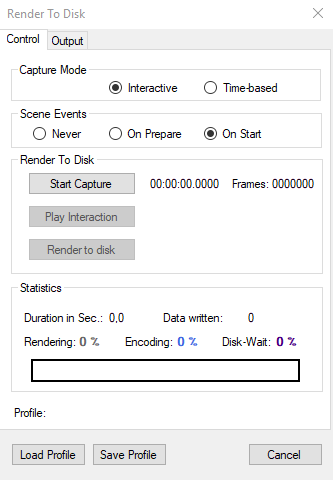 Render To Disk
Control Output
Capture Mode
Interactive Time-based
Scene Events
Never On Prepare On Start
Render To Disk
Start Capture 00:00:00.0000 Frames: 0000000
Play Interaction
Render to disk
Statistics
Duration in Sec.: 0,0 Data written: 0
Rendering: 0 % Encoding: 0 % Disk-Wait: 0 %
Profile:
Load Profile Save Profile Cancel